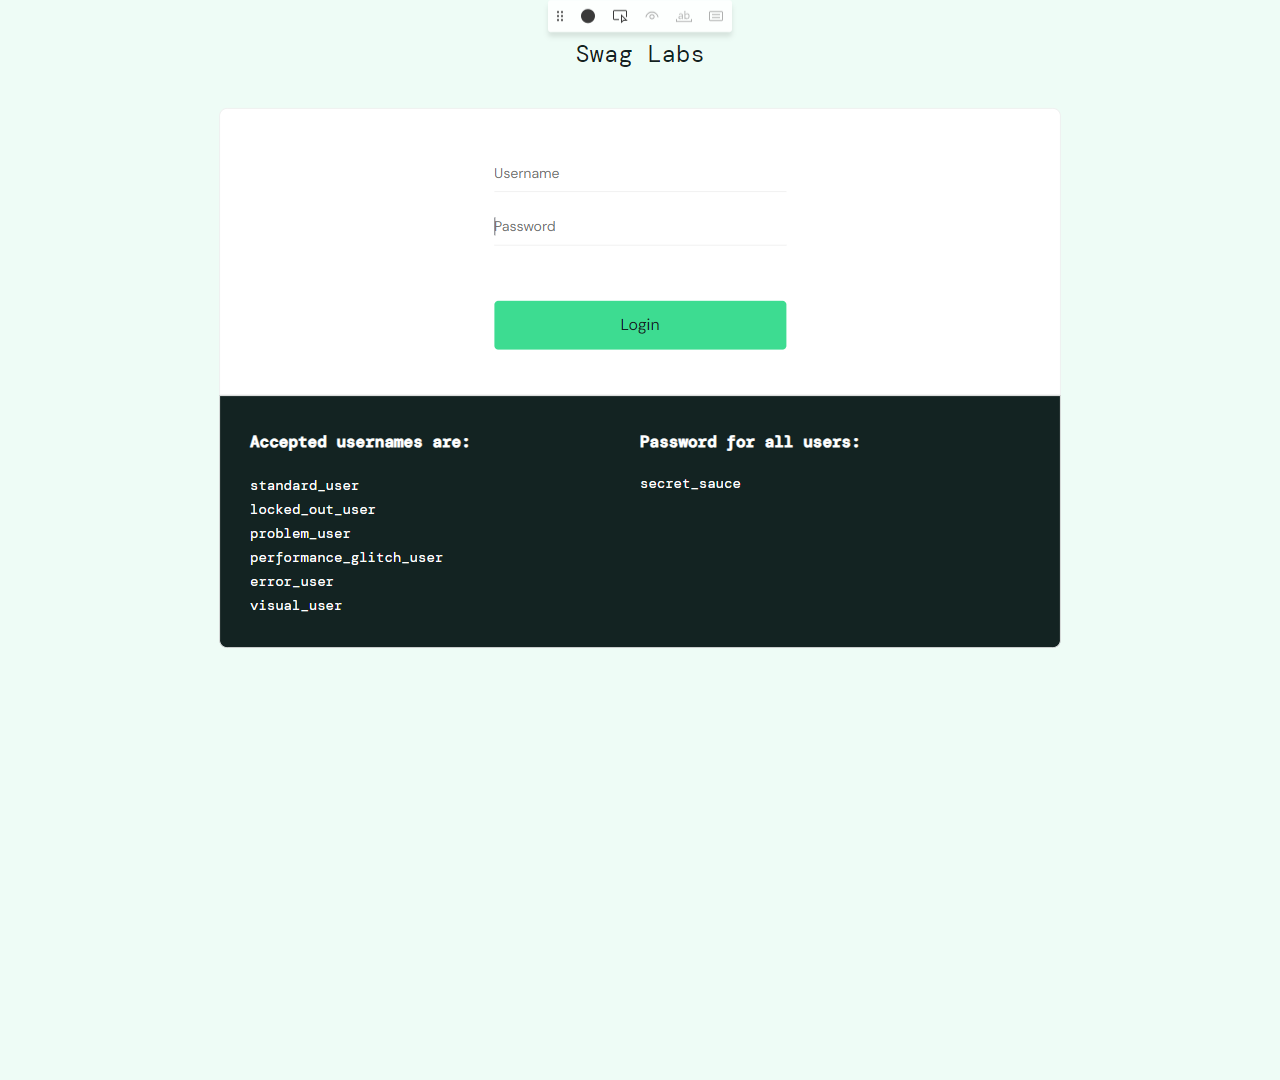 ab
Swag Labs
Username
Password
Login
Accepted usernames are:
standard_user
locked_out_user
problem_user
performance_glitch_user
error_user
visual_user
Password for all users:
secret_sauce